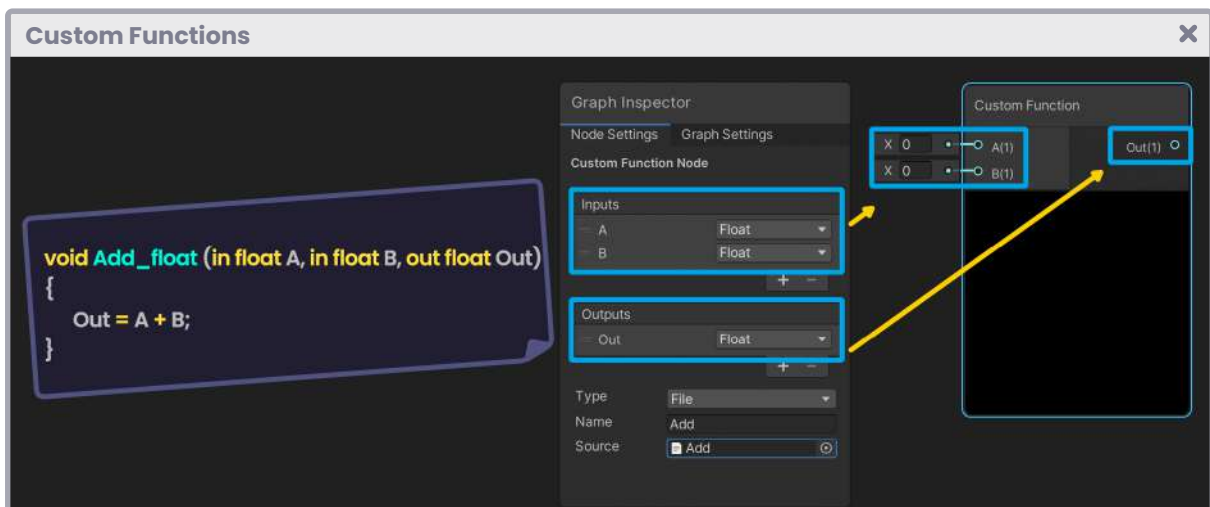 Custom Functions
void Add_float (in float A, in float B, out float Out)
{
Out = A + B;
}
Graph Inspector
Node Settings Graph Settings
Custom Function Node
Inputs
A Float
B Float
+ -
Outputs
Out Float
+ -
Type File
Name Add
Source Add
Custom Function
X 0 A(1)
X 0 B(1)
Out(1)